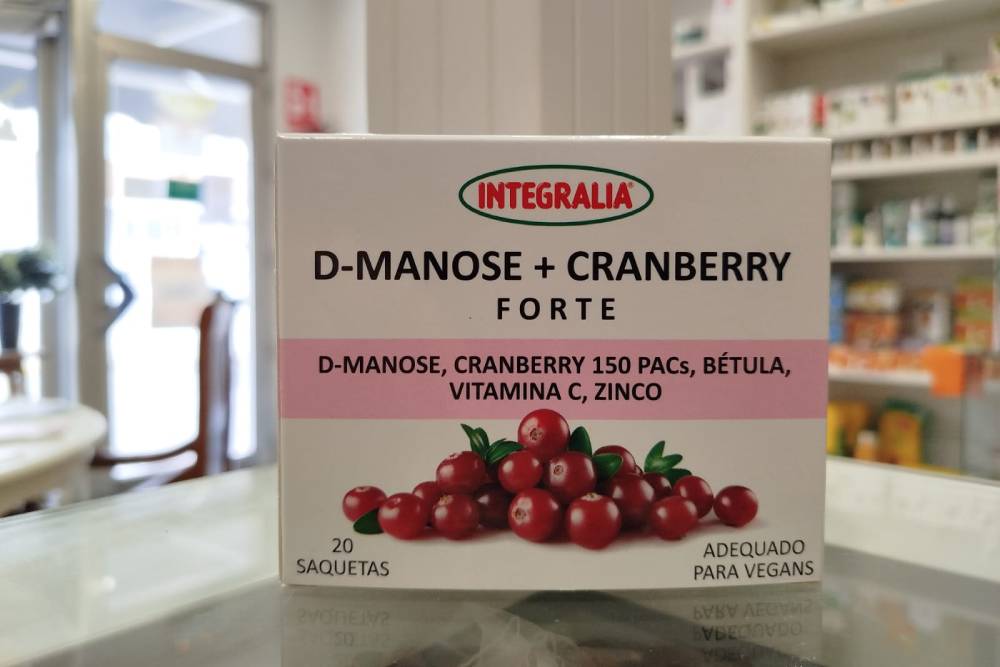 INTEGRALIA®
D-MANOSE + CRANBERRY
FORTE
D-MANOSE, CRANBERRY 150 PACs, BÉTULA,
VITAMINA C, ZINCO
20
SAQUETAS
ADEQUADO
PARA VEGANS